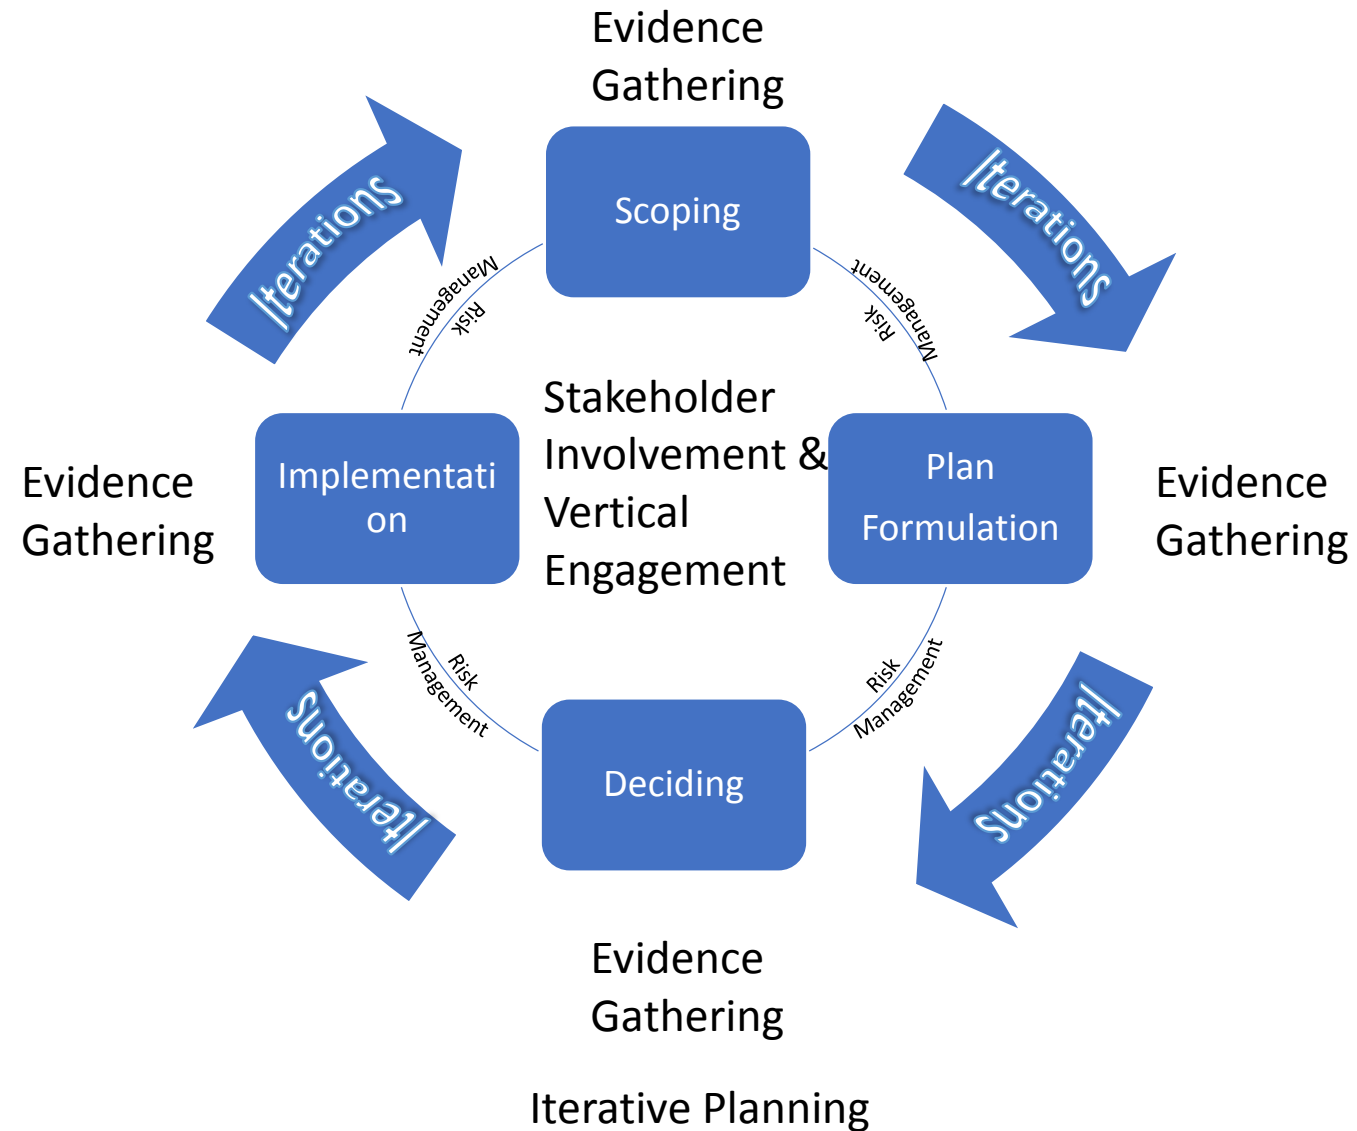 Evidence
Gathering
Scoping
Iterations
Iterations
Management
Risk
Management
Risk
Stakeholder
Involvement &
Vertical
Engagement
Evidence
Gathering
Implementati
on
Plan
Formulation
Evidence
Gathering
Risk
Management
Risk
Management
Iterations
Iterations
Deciding
Evidence
Gathering
Iterative Planning